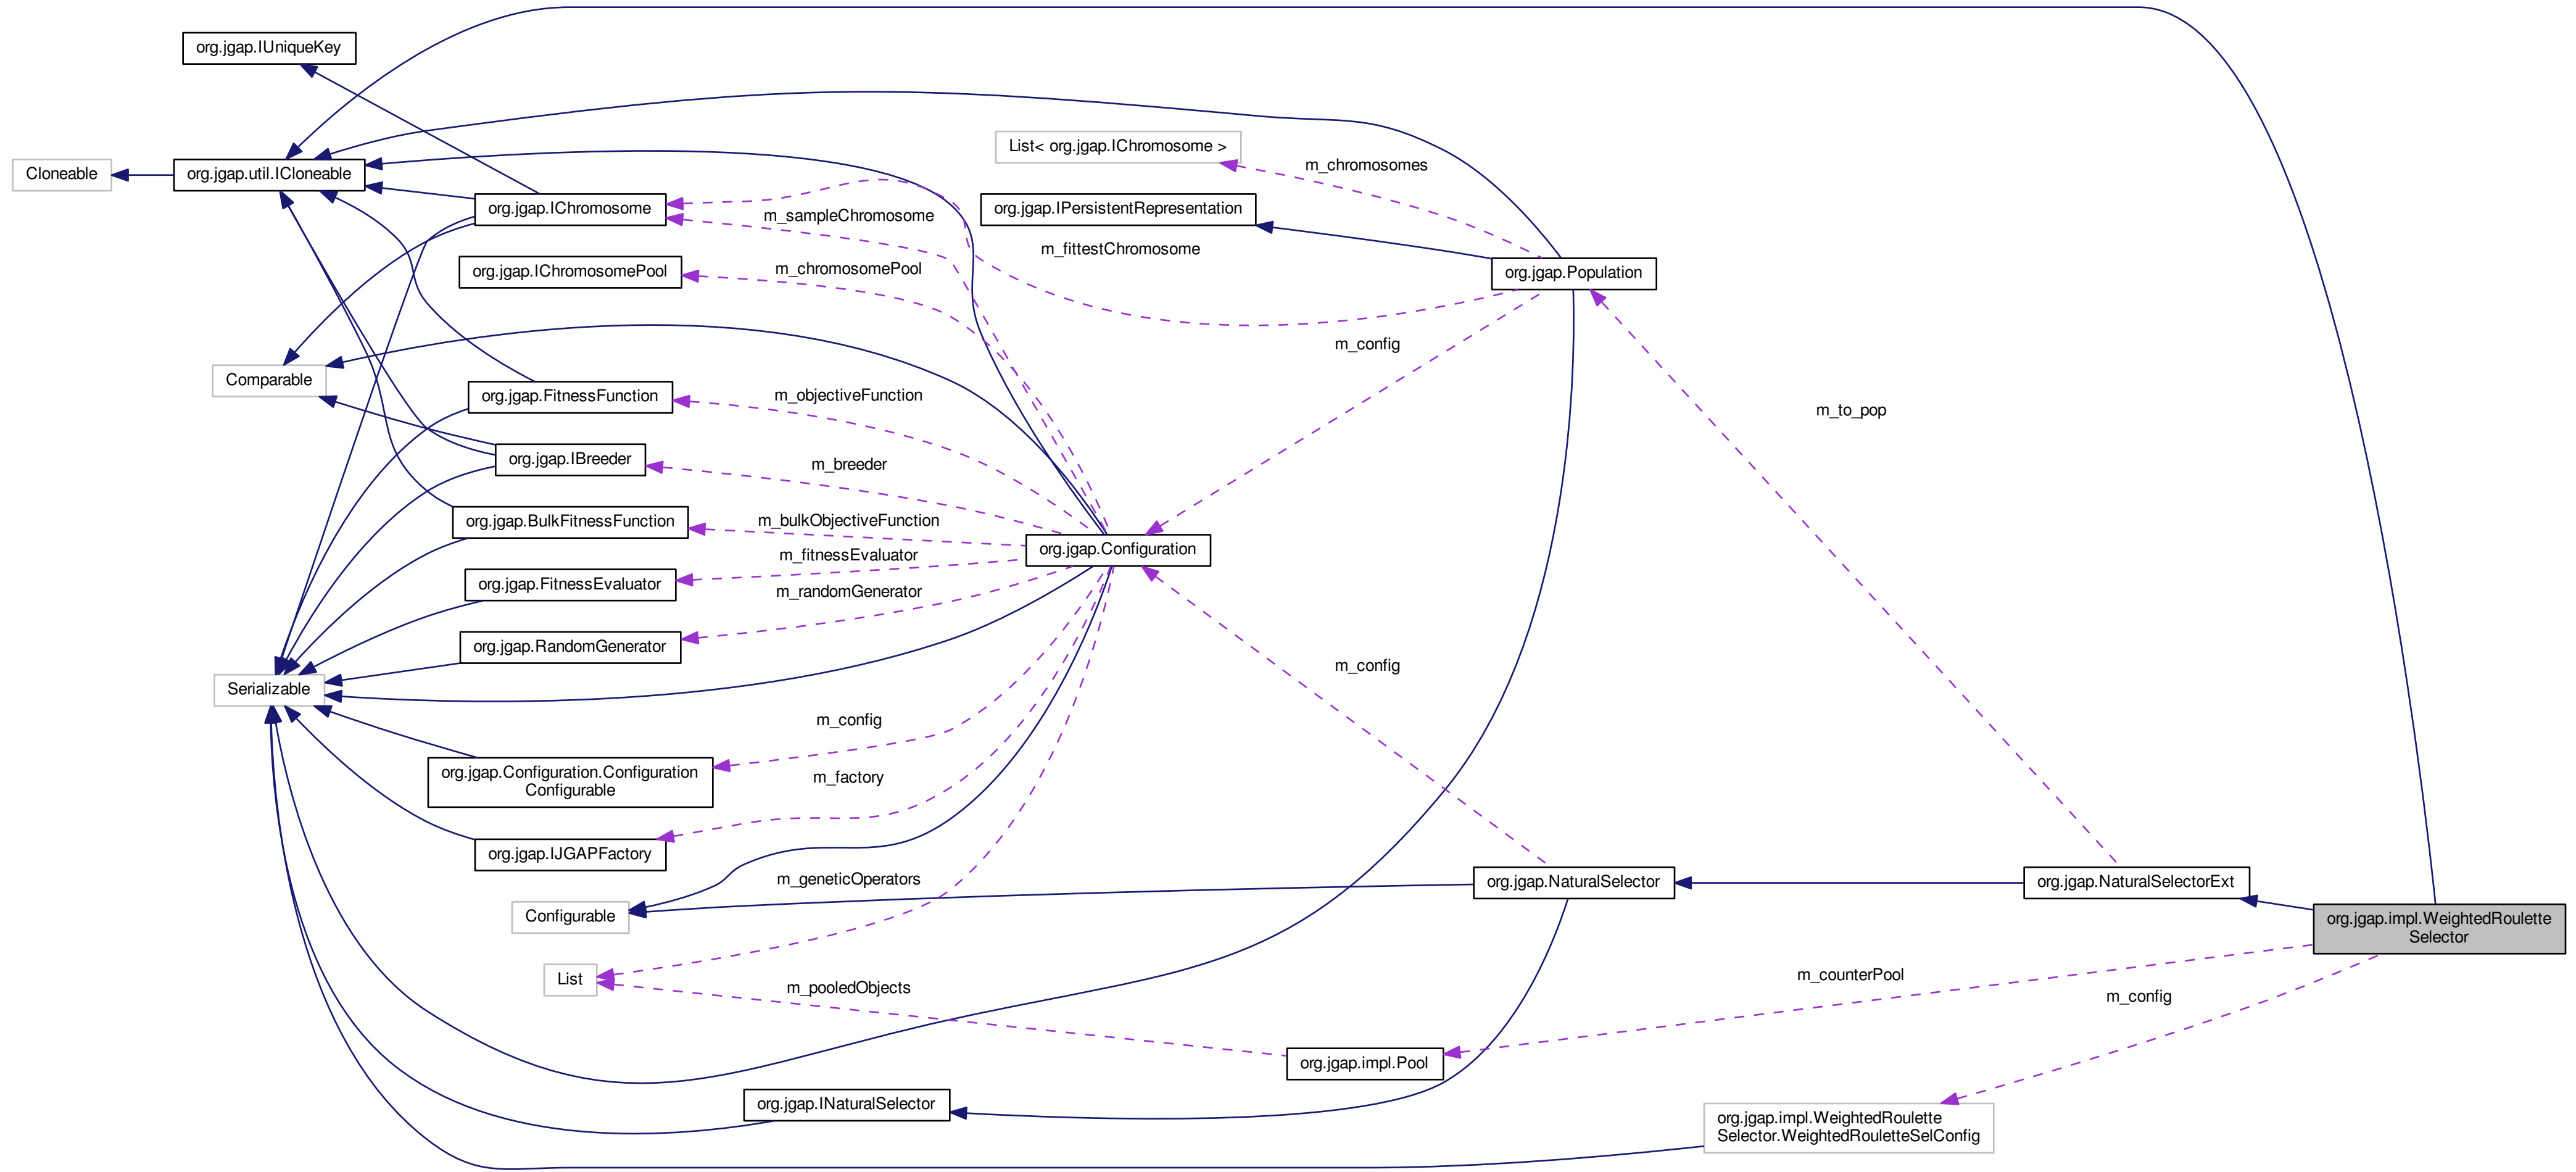 org.jgap.IUniqueKey
List< org.jgap.IChromosome >
m_chromosomes
Cloneable
org.jgap.util.ICloneable
org.jgap.IChromosome
m_sampleChromosome
org.jgap.IPersistentRepresentation
m_fittestChromosome
org.jgap.IChromosomePool
m_chromosomePool
org.jgap.Population
m_config
Comparable
org.jgap.FitnessFunction
m_objectiveFunction
m_to_pop
org.jgap.IBreeder
m_breeder
org.jgap.BulkFitnessFunction
m_bulkObjectiveFunction
org.jgap.Configuration
m_fitnessEvaluator
org.jgap.FitnessEvaluator
m_randomGenerator
org.jgap.RandomGenerator
m_config
Serializable
m_config
org.jgap.Configuration.Configuration
Configurable
m_factory
org.jgap.IJGAPFactory
m_geneticOperators
org.jgap.NaturalSelector
org.jgap.NaturalSelectorExt
Configurable
org.jgap.impl.WeightedRoulette
Selector
List
m_pooledObjects
m_counterPool
m_config
org.jgap.impl.Pool
org.jgap.INaturalSelector
org.jgap.impl.WeightedRoulette
Selector.WeightedRouletteSelConfig